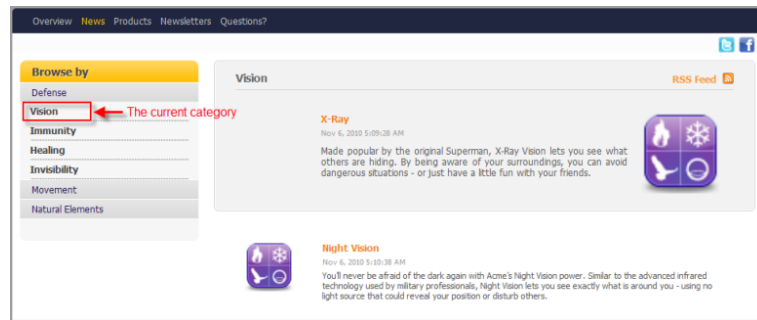 Overview News Products Newsletters Questions?
Browse by
Defense
Vision
The current category
Immunity
Healing
Invisibility
Movement
Natural Elements
Vision
RSS Feed
X-Ray
Nov 6, 2010 5:09:28 AM
Made popular by the original Superman, X-Ray Vision lets you see what
others are hiding. By being aware of your surroundings, you can avoid
dangerous situations - or just have a little fun with your friends.
Night Vision
Nov 6, 2010 5:10:38 AM
You'll never be afraid of the dark again with Acme's Night Vision power. Similar to the advanced infrared
technology used by military professionals, Night Vision lets you see exactly what is around you - using no
light source that could reveal your position or disturb others.